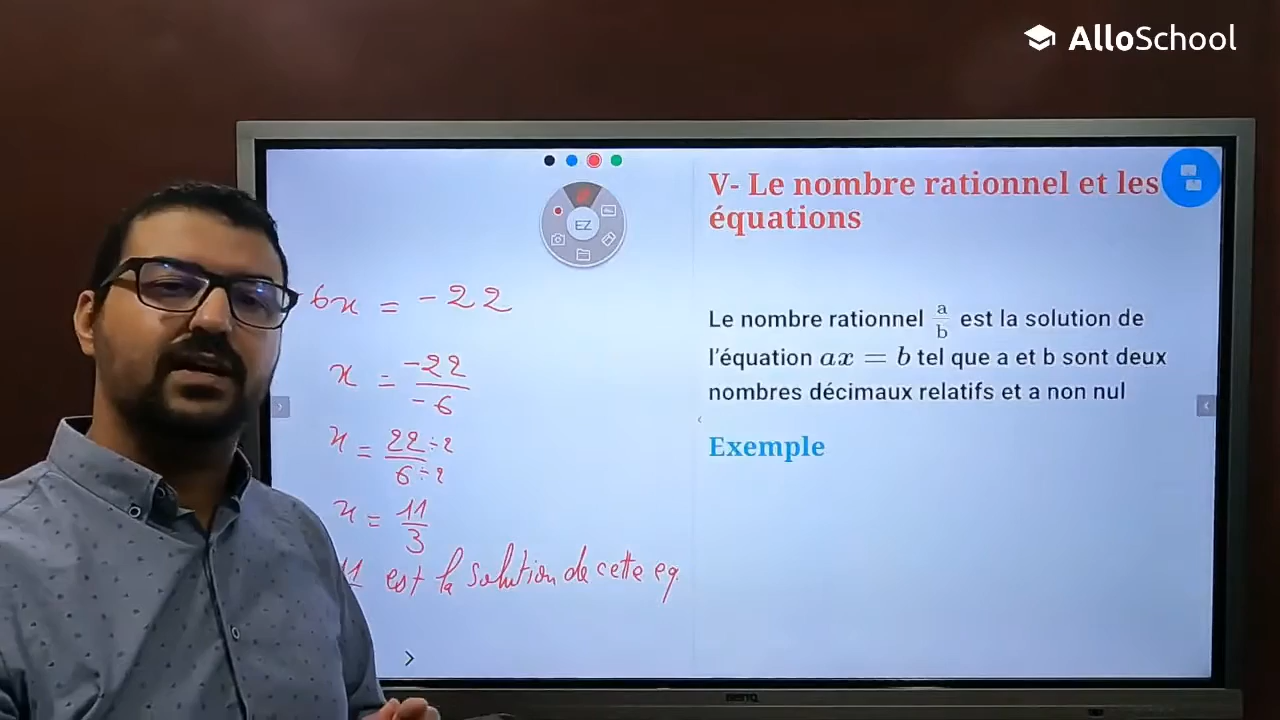 AlloSchool
V- Le nombre rationnel et les
équations
Le nombre rationnel a/b est la solution de
l'équation ax = b tel que a et b sont deux
nombres décimaux relatifs et a non nul
Exemple
EZ
6x = -22
x = -22/-6
x = 22÷2/6÷2
x = 11/3
11 est la solution de cette eq.
BENQ